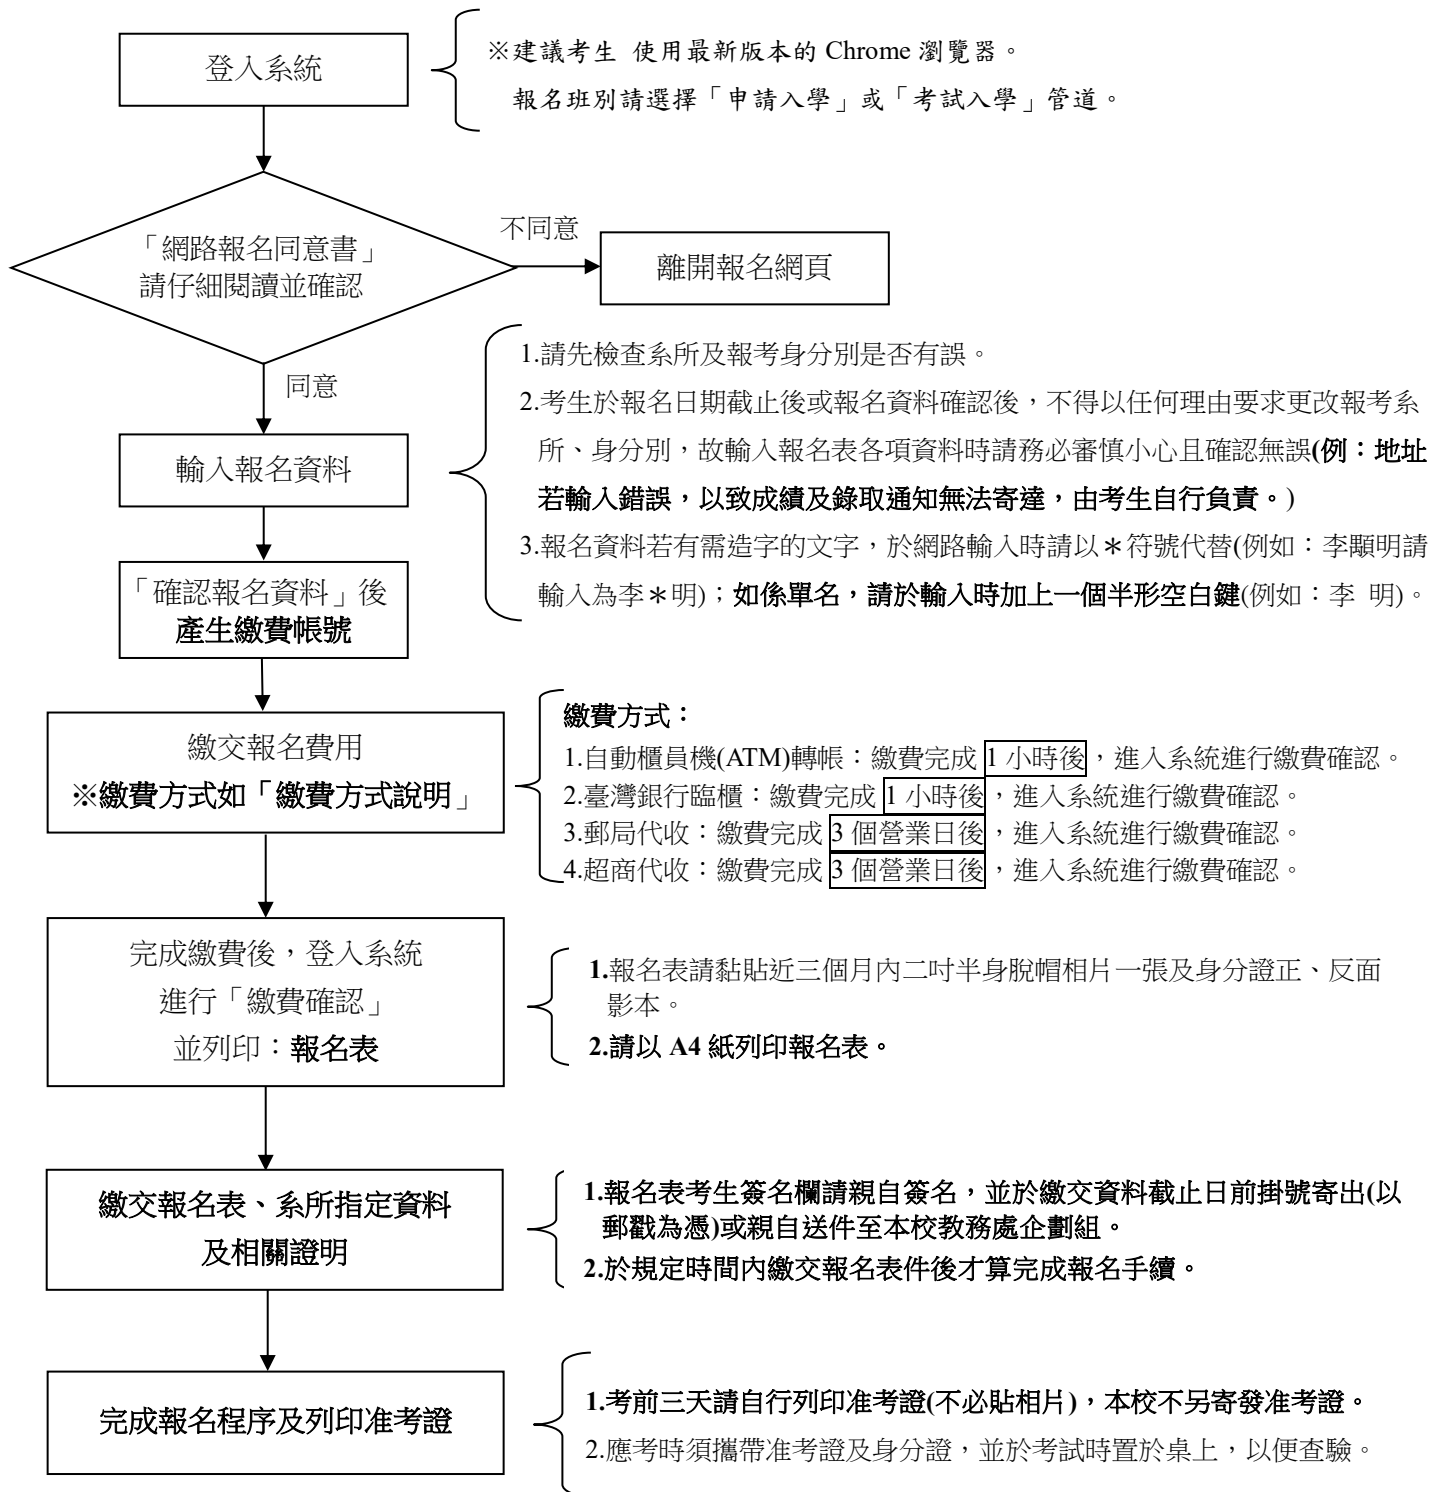 登入系統
※建議考生 使用最新版本的 Chrome 瀏覽器。
報名班別請選擇「申請入學」或「考試入學」管道。
「網路報名同意書」
請仔細閱讀並確認
不同意
離開報名網頁
同意
輸入報名資料
1.請先檢查系所及報考身分別是否有誤。
2.考生於報名日期截止後或報名資料確認後，不得以任何理由要求更改報考系
所、身分別，故輸入報名表各項資料時請務必審慎小心且確認無誤(例：地址
若輸入錯誤，以致成績及錄取通知無法寄達，由考生自行負責。)
3.報名資料若有需造字的文字，於網路輸入時請以＊符號代替(例如：李顒明請
輸入為李＊明)；如係單名，請於輸入時加上一個半形空白鍵(例如：李 明)。
「確認報名資料」後
產生繳費帳號
繳交報名費用
※繳費方式如「繳費方式說明」
繳費方式：
1.自動櫃員機(ATM)轉帳：繳費完成 1 小時後，進入系統進行繳費確認。
2.臺灣銀行臨櫃：繳費完成 1 小時後，進入系統進行繳費確認。
3.郵局代收：繳費完成 3 個營業日後，進入系統進行繳費確認。
4.超商代收：繳費完成 3 個營業日後，進入系統進行繳費確認。
完成繳費後，登入系統
進行「繳費確認」
並列印：報名表
1.報名表請黏貼近三個月內二吋半身脫帽相片一張及身分證正、反面
影本。
2.請以 A4 紙列印報名表。
繳交報名表、系所指定資料
及相關證明
1.報名表考生簽名欄請親自簽名，並於繳交資料截止日前掛號寄出(以
郵戳為憑)或親自送件至本校教務處企劃組。
2.於規定時間內繳交報名表件後才算完成報名手續。
完成報名程序及列印准考證
1.考前三天請自行列印准考證(不必貼相片)，本校不另寄發准考證。
2.應考時須攜帶准考證及身分證，並於考試時置於桌上，以便查驗。